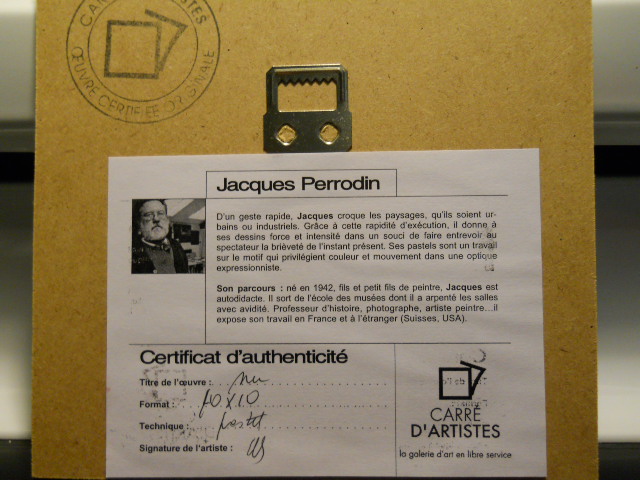 CARRÉ D'ARTISTES
ŒUVRE CERTIFIÉE ORIGINALE
Jacques Perrodin
D'un geste rapide, Jacques croque les paysages, qu'ils soient ur-
bains ou industriels. Grâce à cette rapidité d'exécution, il donne à
ses dessins force et intensité dans un souci de faire entrevoir au
spectateur la brièveté de l'instant présent. Ses pastels sont un travail
sur le motif qui privilégient couleur et mouvement dans une optique
expressionniste.
Son parcours : né en 1942, fils et petit fils de peintre, Jacques est
autodidacte. Il sort de l'école des musées dont il a arpenté les salles
avec avidité. Professeur d'histoire, photographe, artiste peintre...il
expose son travail en France et à l'étranger (Suisses, USA).
Certificat d'authenticité
Titre de l'œuvre : nu
Format : 10x10
Technique : pastel
Signature de l'artiste :
CARRÉ
D'ARTISTES
la galerie d'art en libre service